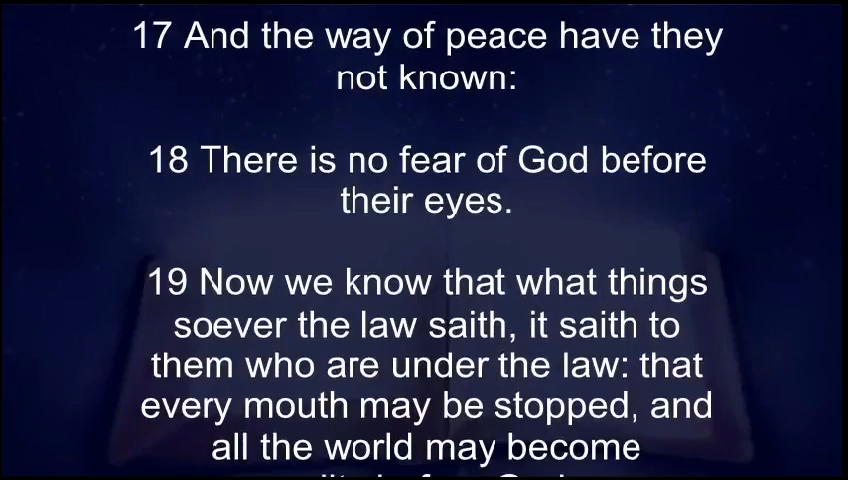 17 And the way of peace have they
not known:
18 There is no fear of God before
their eyes.
19 Now we know that what things
soever the law saith, it saith to
them who are under the law: that
every mouth may be stopped, and
all the world may become